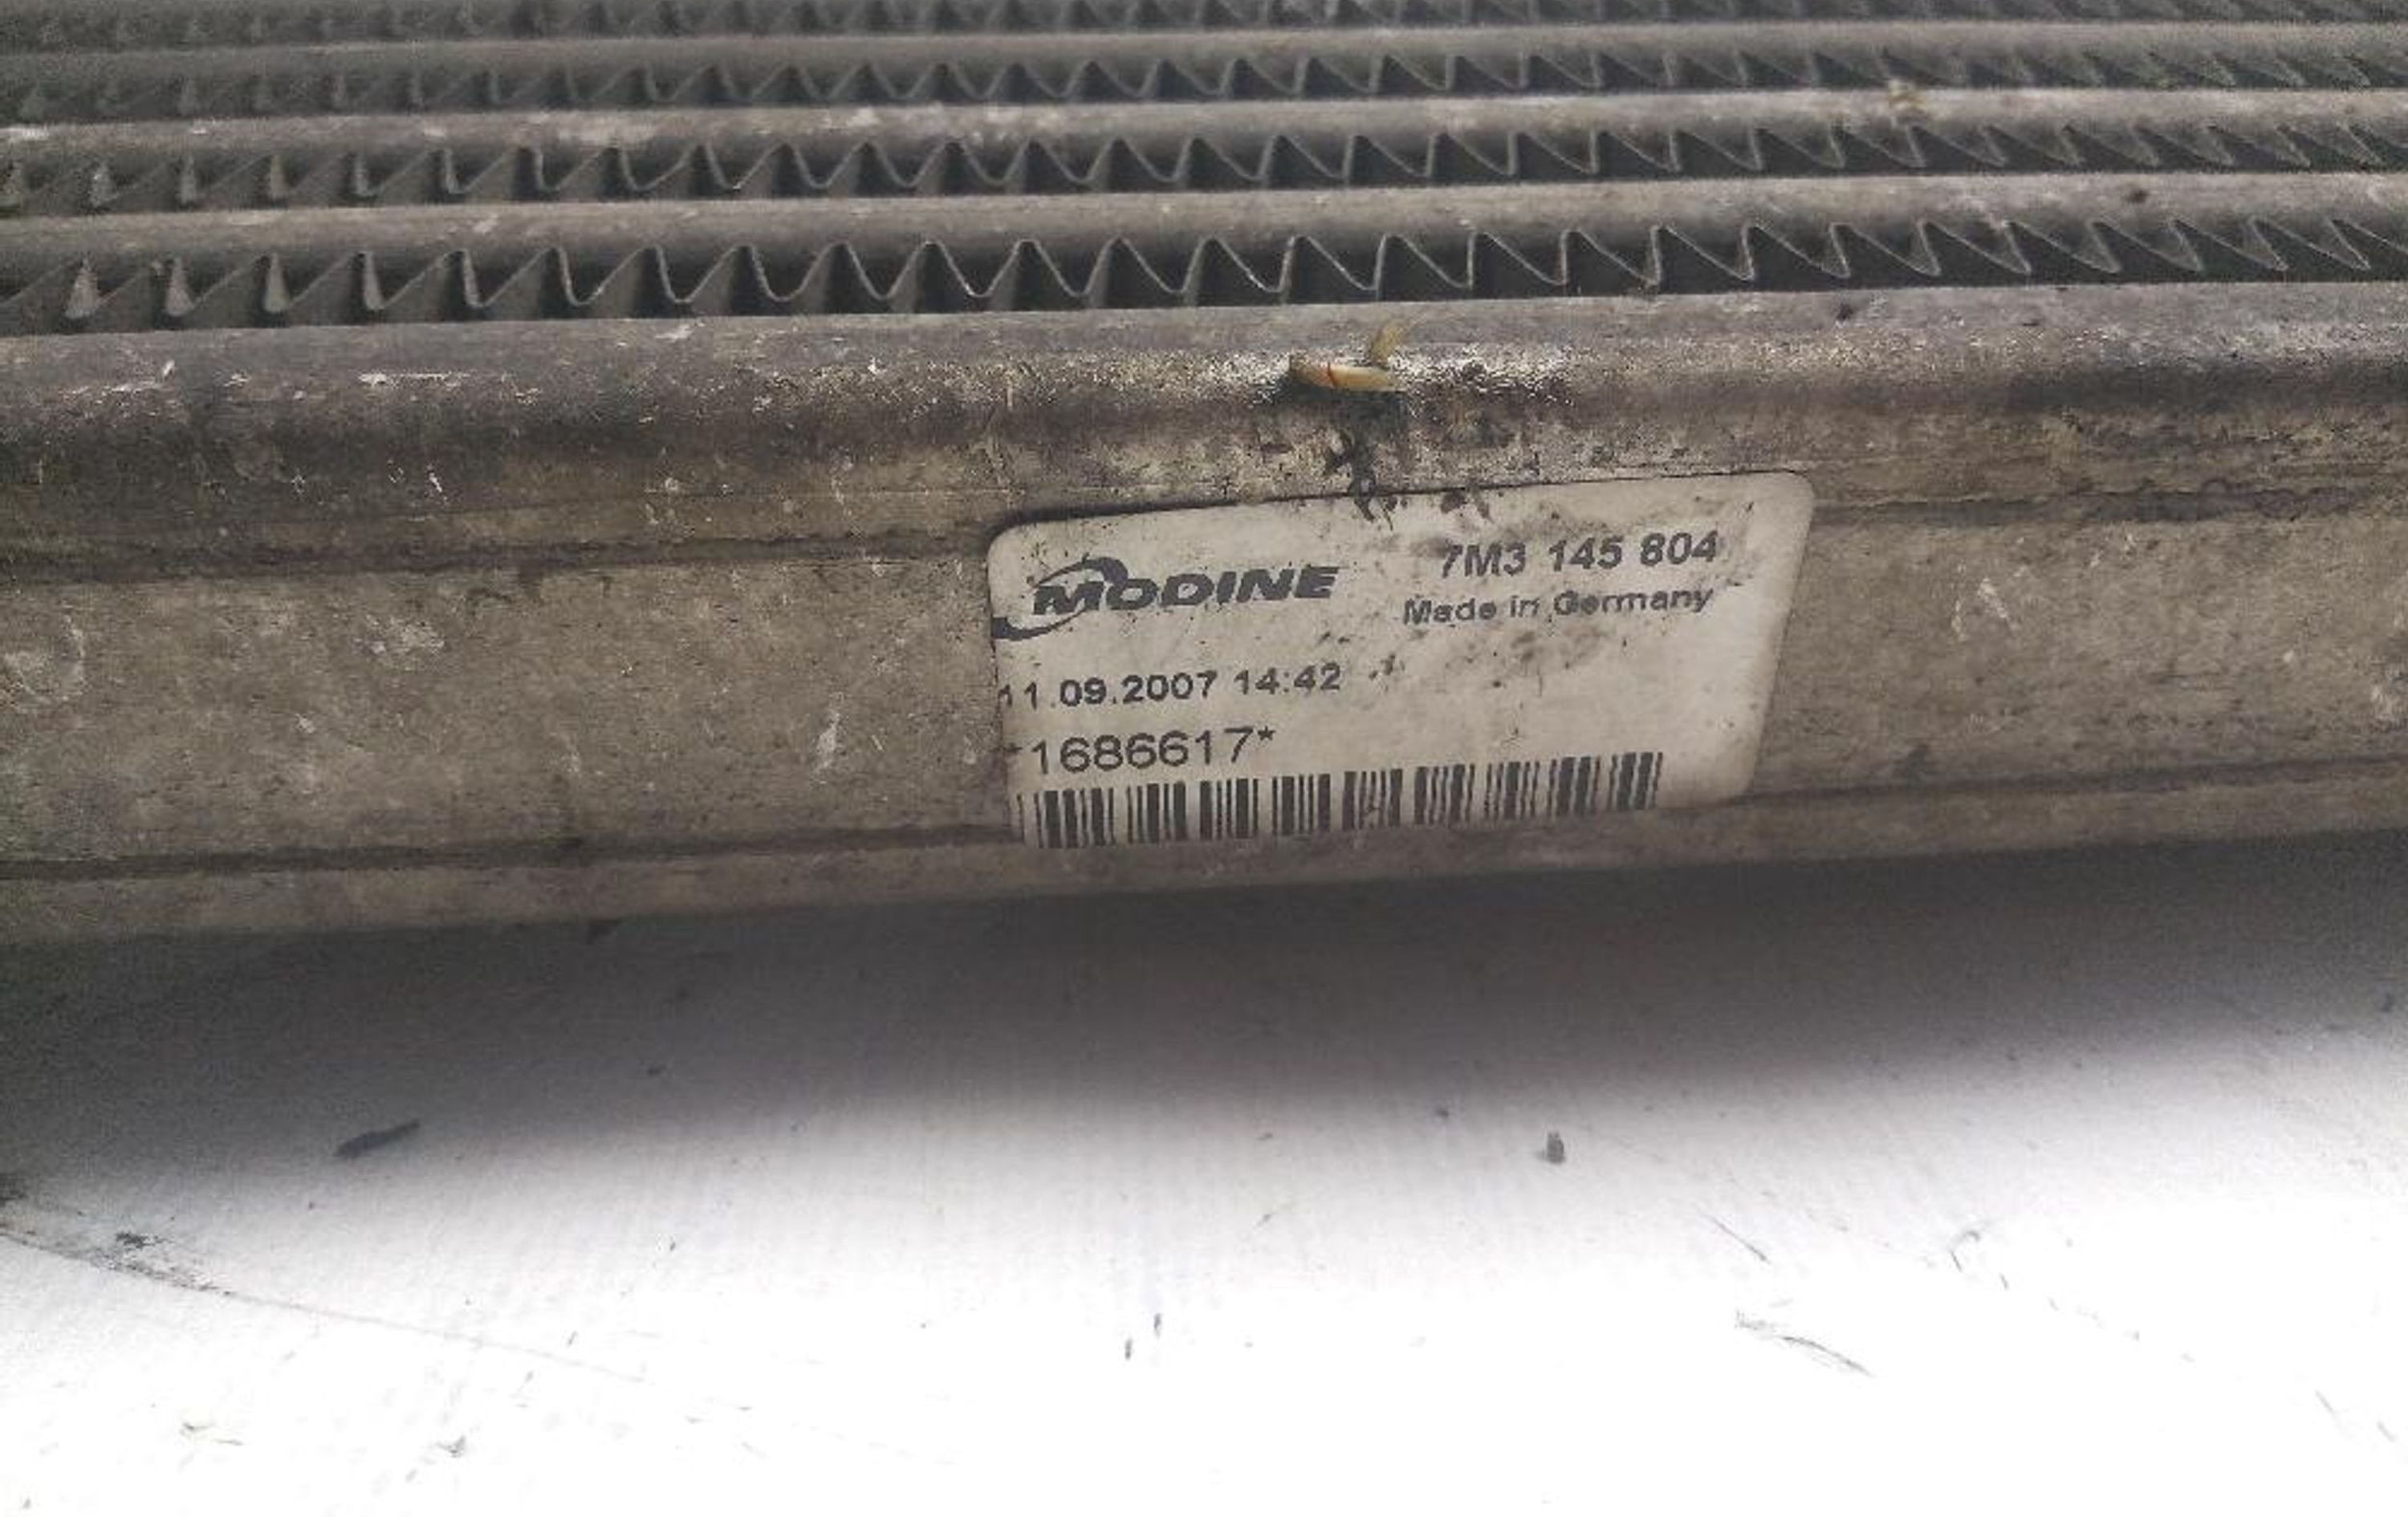 MODINE 7M3 145 804
Made in Germany
11.09.2007 14:42
*1686617*